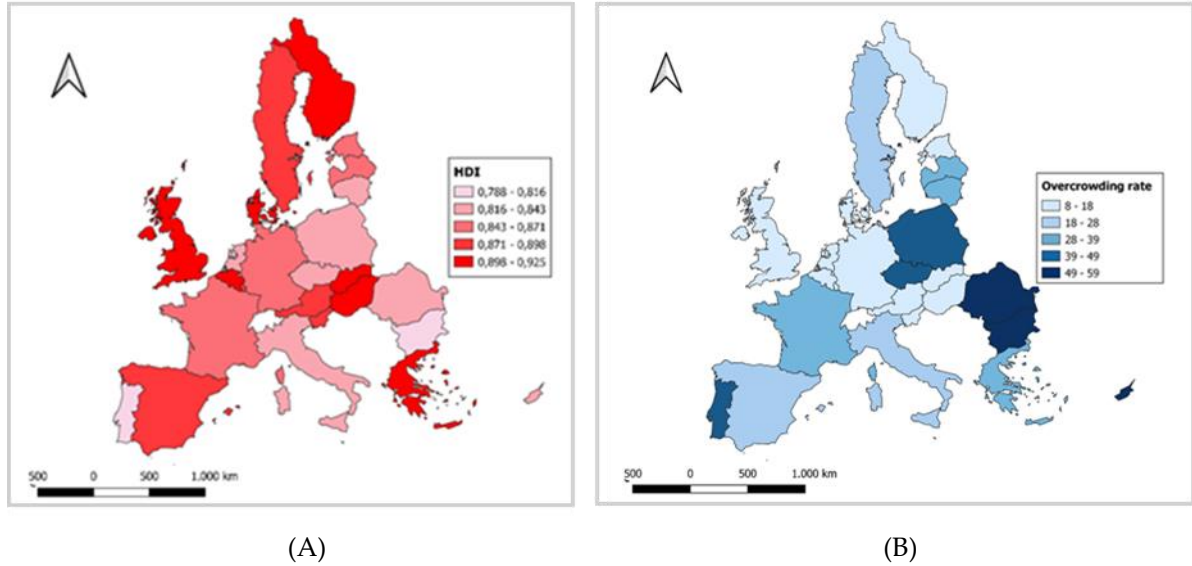 HDI
0,788 - 0,816
0,816 - 0,843
0,843 - 0,871
0,871 - 0,898
0,898 - 0,925
500 0 500 1.000 km
(A)
Overcrowding rate
8 - 18
18 - 28
28 - 39
39 - 49
49 - 59
500 0 500 1.000 km
(B)